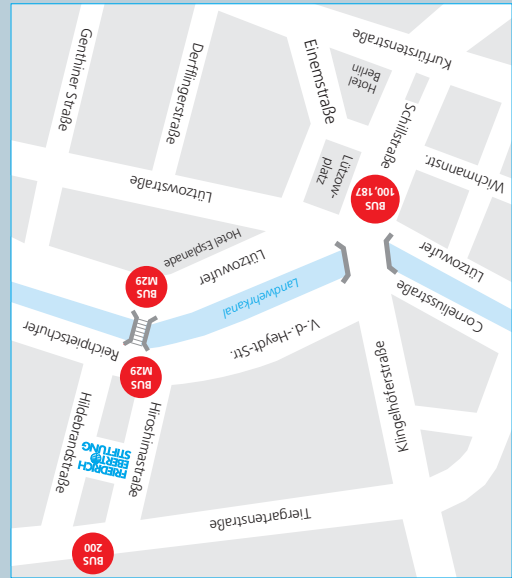 BUS
200
Tiergartenstraße
Klingelhöferstraße
Hiroshimastraße
FRIEDRICH
EBERT
STIFTUNG
Hildebrandstraße
BUS
M29
V.-d.-Heydt-Str.
Reichpietschufer
Corneliusstraße
Landwehrkanal
BUS
M29
Lützowufer
Lützowufer
Hotel Esplanade
BUS
100,187
Lützowstraße
Wichmannstr.
Lützow-
platz
Schillstraße
Einemstraße
Derfflingerstraße
Genthiner Straße
Hotel
Berlin
Kurfürstenstraße